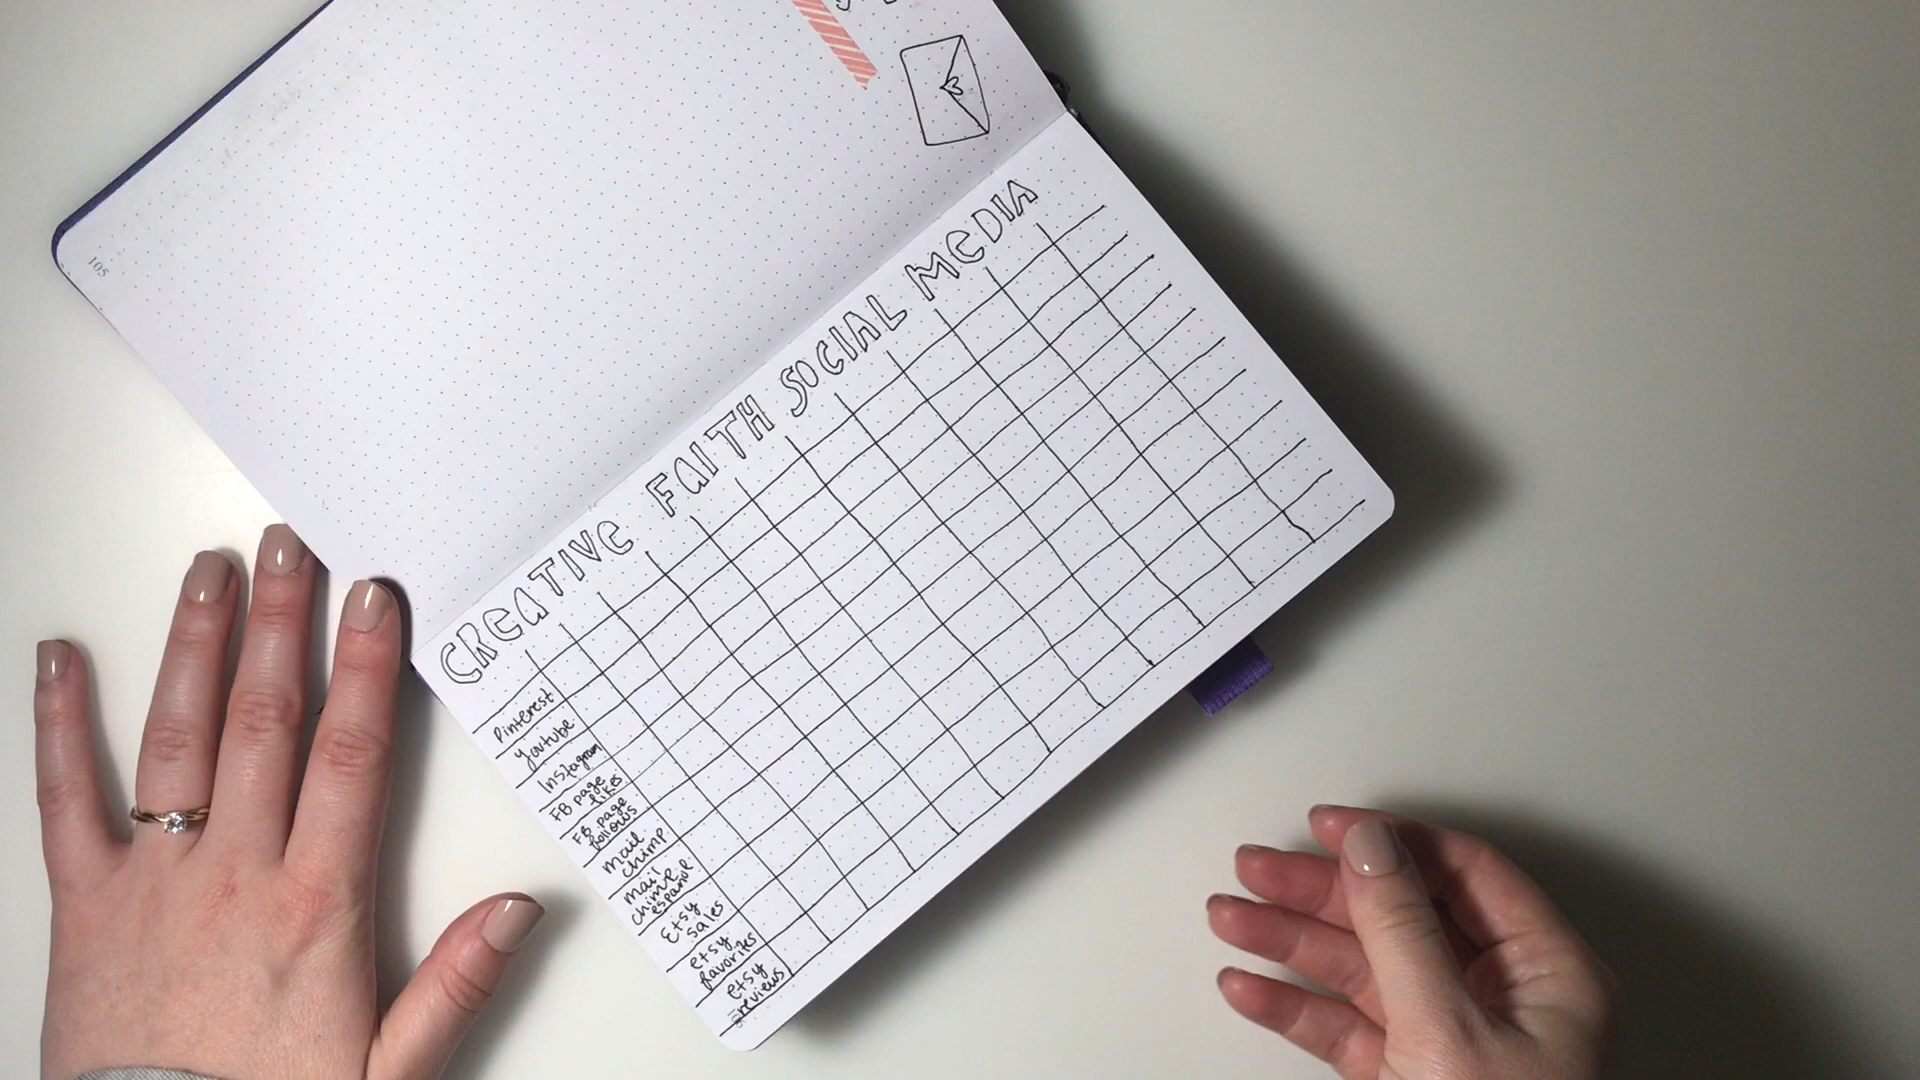 105
CREATIVE FAITH SOCIAL MEDIA
Pinterest
Youtube
Instagram
FB page
likes
FB page
follows
mail
chimp
mail
chimp
español
Etsy
sales
etsy
favorites
etsy
reviews